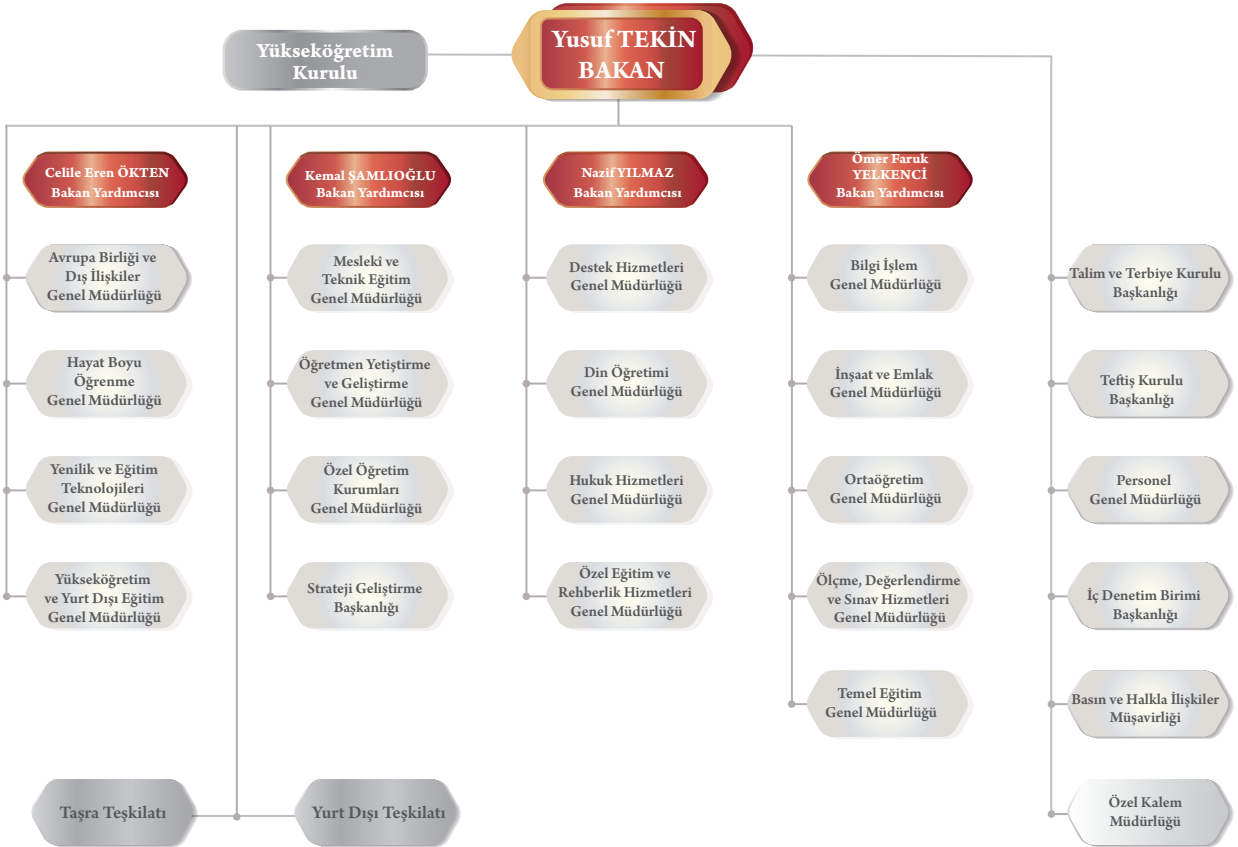 Yükseköğretim
Kurulu
Yusuf TEKİN
BAKAN
Celile Eren ÖKTEN
Bakan Yardımcısı
Kemal ŞAMLIOĞLU
Bakan Yardımcısı
Nazif YILMAZ
Bakan Yardımcısı
Ömer Faruk
YELKENCİ
Bakan Yardımcısı
Avrupa Birliği ve
Dış İlişkiler
Genel Müdürlüğü
Hayat Boyu
Öğrenme
Genel Müdürlüğü
Yenilik ve Eğitim
Teknolojileri
Genel Müdürlüğü
Yükseköğretim
ve Yurt Dışı Eğitim
Genel Müdürlüğü
Meslekî ve
Teknik Eğitim
Genel Müdürlüğü
Öğretmen Yetiştirme
ve Geliştirme
Genel Müdürlüğü
Özel Öğretim
Kurumları
Genel Müdürlüğü
Strateji Geliştirme
Başkanlığı
Destek Hizmetleri
Genel Müdürlüğü
Din Öğretimi
Genel Müdürlüğü
Hukuk Hizmetleri
Genel Müdürlüğü
Özel Eğitim ve
Rehberlik Hizmetleri
Genel Müdürlüğü
Bilgi İşlem
Genel Müdürlüğü
İnşaat ve Emlak
Genel Müdürlüğü
Ortaöğretim
Genel Müdürlüğü
Ölçme, Değerlendirme
ve Sınav Hizmetleri
Genel Müdürlüğü
Temel Eğitim
Genel Müdürlüğü
Talim ve Terbiye Kurulu
Başkanlığı
Teftiş Kurulu
Başkanlığı
Personel
Genel Müdürlüğü
İç Denetim Birimi
Başkanlığı
Basın ve Halkla İlişkiler
Müşavirliği
Özel Kalem
Müdürlüğü
Taşra Teşkilatı
Yurt Dışı Teşkilatı